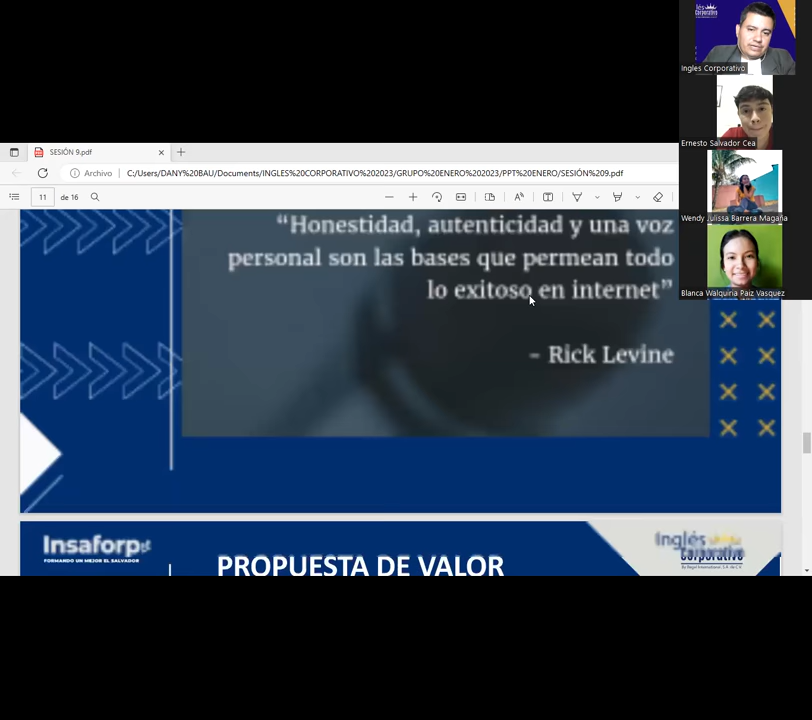 Inglés Corporativo
Ingles Corporativo
Ernesto Salvador Cea
Wendy Julissa Barrera Magaña
Blanca Walquiria Paiz Vasquez
SESIÓN 9.pdf
Archivo
C:/Users/DANY%20BAU/Documents/INGLES%20CORPORATIVO%202023/GRUPO%20ENERO%202023/PPT%20ENERO/SESIÓN%209.pdf
11 de 16
“Honestidad, autenticidad y una voz
personal son las bases que permean todo
lo exitoso en internet”
- Rick Levine
Insaforp
FORMANDO UN MEJOR EL SALVADOR
PROPUESTA DE VALOR
Inglés
Corporativo